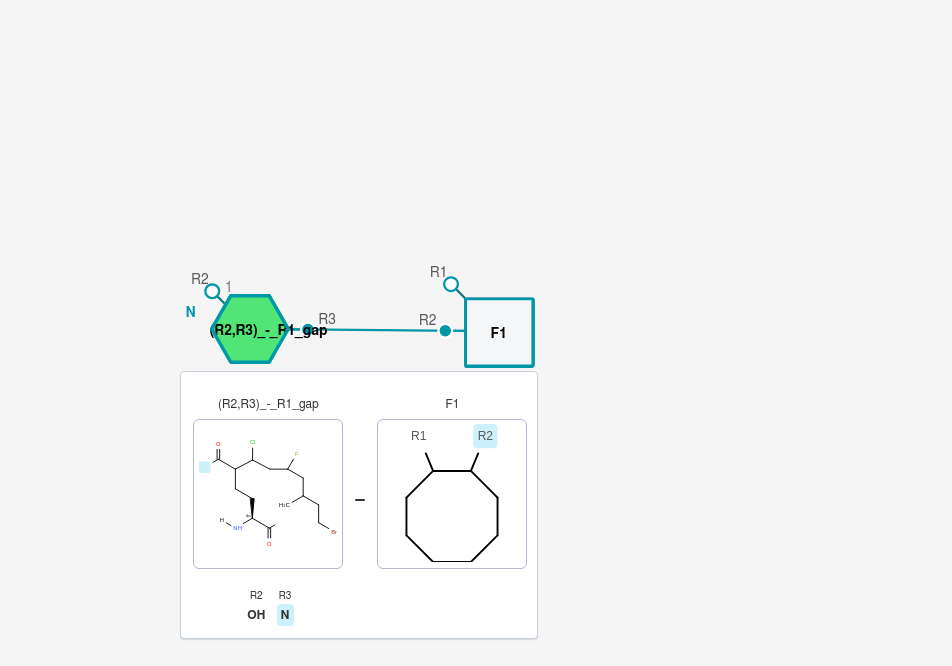 R2
1
R1
N
R3
R2
(R2,R3)_-_R1_gap
F1
(R2,R3)_-_R1_gap
F1
R1
R2
O
Cl
F
H₃C
H
NH
O
Br
R2
R3
OH
N